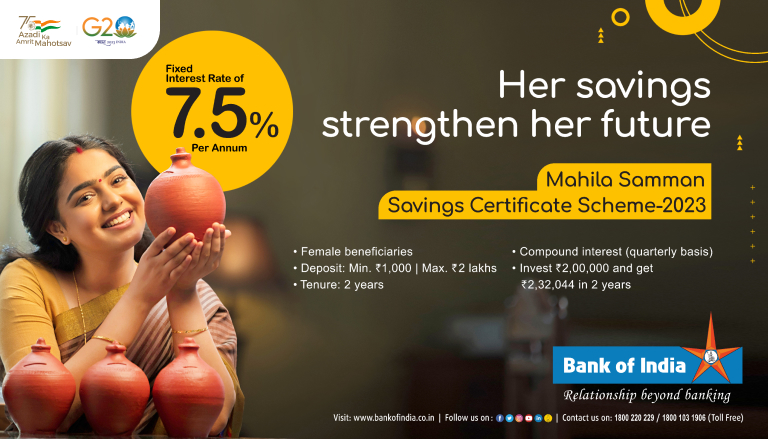 75
Azadi
Ka
Amrit Mahotsav
G20
Fixed
Interest Rate of
7.5%
Per Annum
Her savings
strengthen her future
Mahila Samman
Savings Certificate Scheme-2023
• Female beneficiaries
• Deposit: Min. ₹1,000 | Max. ₹2 lakhs
• Tenure: 2 years
• Compound interest (quarterly basis)
• Invest ₹2,00,000 and get
₹2,32,044 in 2 years
Bank of India
Relationship beyond banking
Visit: www.bankofindia.co.in | Follow us on : | Contact us on: 1800 220 229 / 1800 103 1906 (Toll Free)